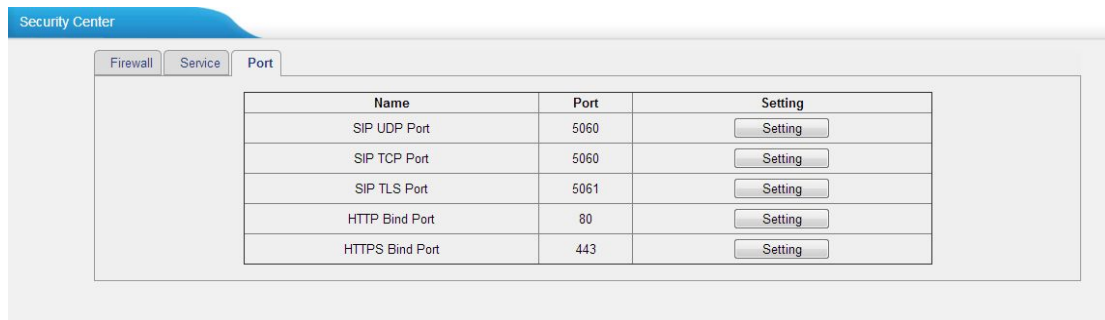 Security Center
Firewall Service Port
Name Port Setting
SIP UDP Port 5060 Setting
SIP TCP Port 5060 Setting
SIP TLS Port 5061 Setting
HTTP Bind Port 80 Setting
HTTPS Bind Port 443 Setting